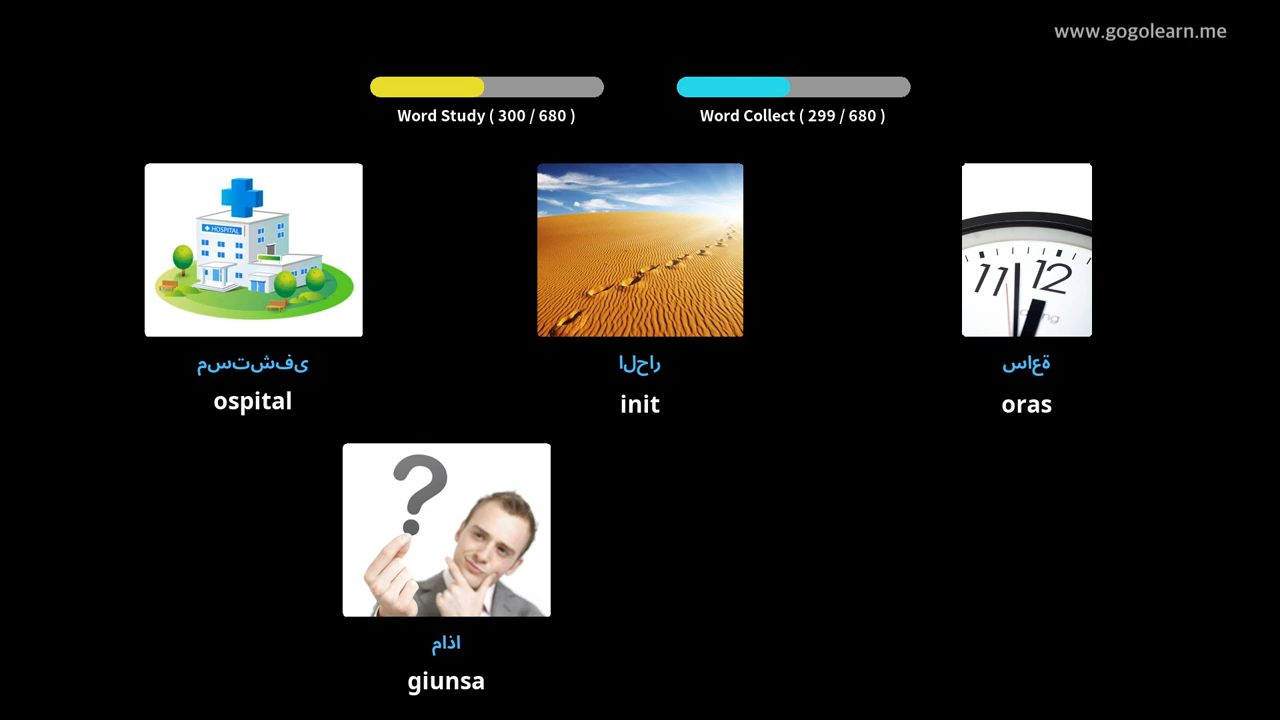 www.gogolearn.me
Word Study ( 300 / 680 )
Word Collect ( 299 / 680 )
HOSPITAL
11 12
مستشفى
الحار
ساعة
ospital
init
oras
ماذا
giunsa